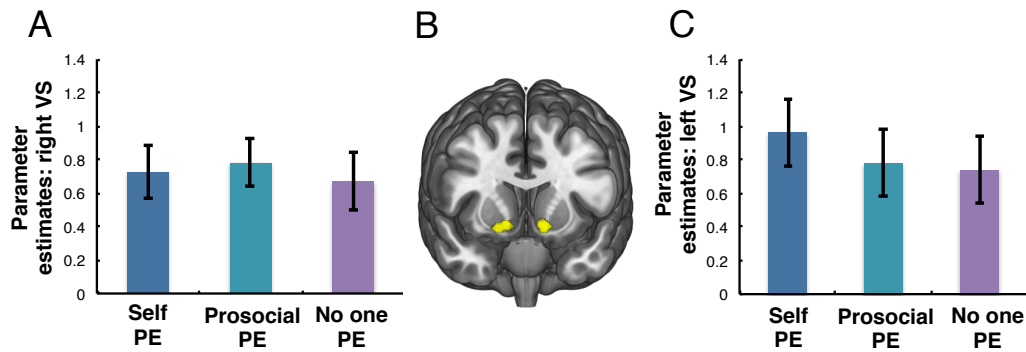 A
Parameter
estimates: right VS
1.4
1.2
1
0.8
0.6
0.4
0.2
0
Self
PE
Prosocial
PE
No one
PE
B
C
Parameter
estimates: left VS
1.4
1.2
1
0.8
0.6
0.4
0.2
0
Self
PE
Prosocial
PE
No one
PE